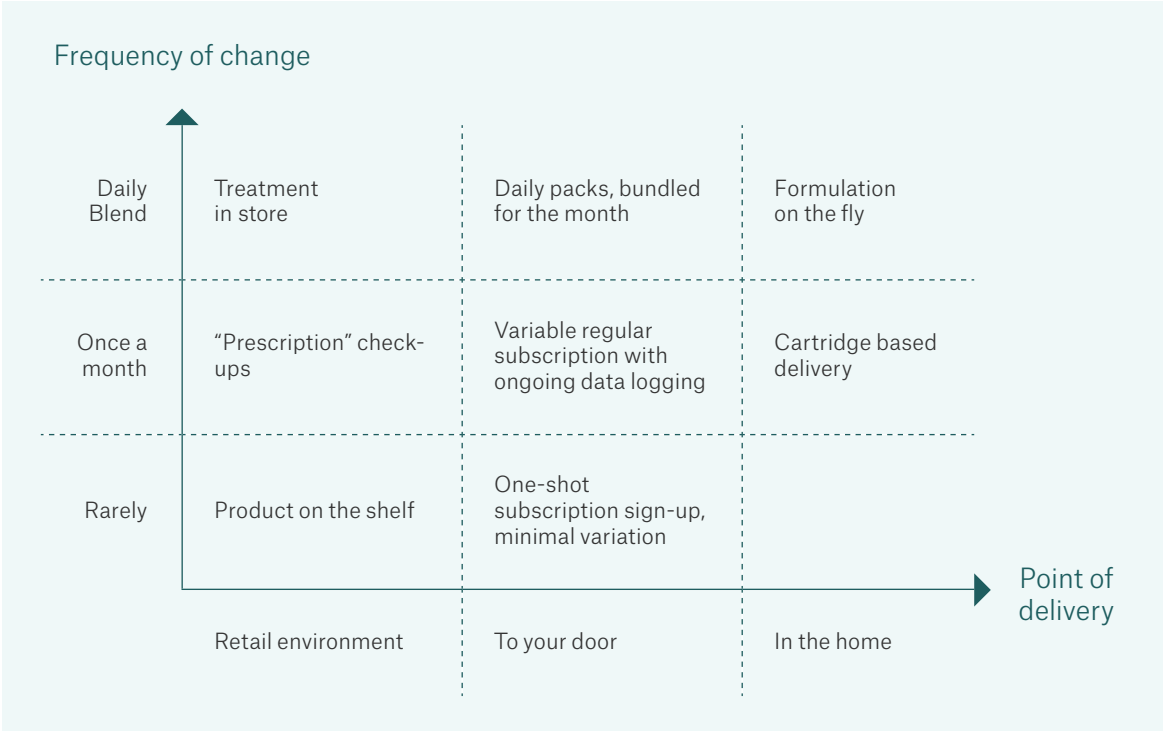 Frequency of change
Daily
Blend
Treatment
in store
Daily packs, bundled
for the month
Formulation
on the fly
Once a
month
“Prescription” check-
ups
Variable regular
subscription with
ongoing data logging
Cartridge based
delivery
Rarely
Product on the shelf
One-shot
subscription sign-up,
minimal variation
Point of
delivery
Retail environment
To your door
In the home